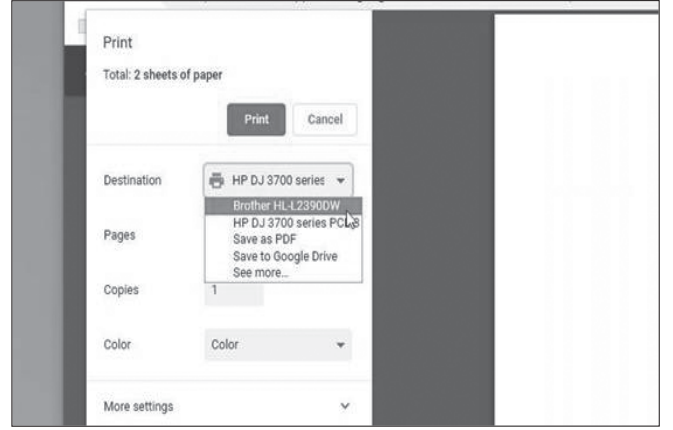 Print
Total: 2 sheets of paper
Print Cancel
Destination HP DJ 3700 series
Brother HL-L2390DW
HP DJ 3700 series
Pages
Save as PDF
Save to Google Drive
See more...
Copies 1
Color Color
More settings